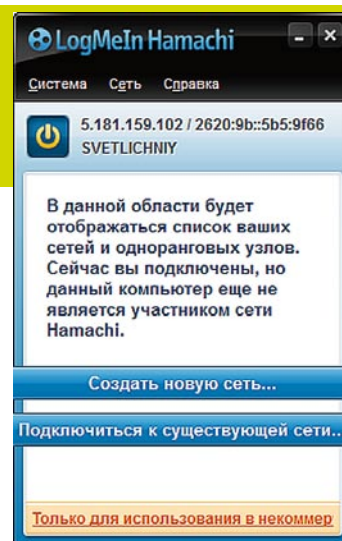 LogMeIn Hamachi
Система Сеть Справка
5.181.159.102 / 2620:9b::5b5:9f66
SVETLICHNIY
В данной области будет
отображаться список ваших
сетей и одноранговых узлов.
Сейчас вы подключены, но
данный компьютер еще не
является участником сети
Hamachi.
Создать новую сеть...
Подключиться к существующей сети..
Только для использования в некоммер